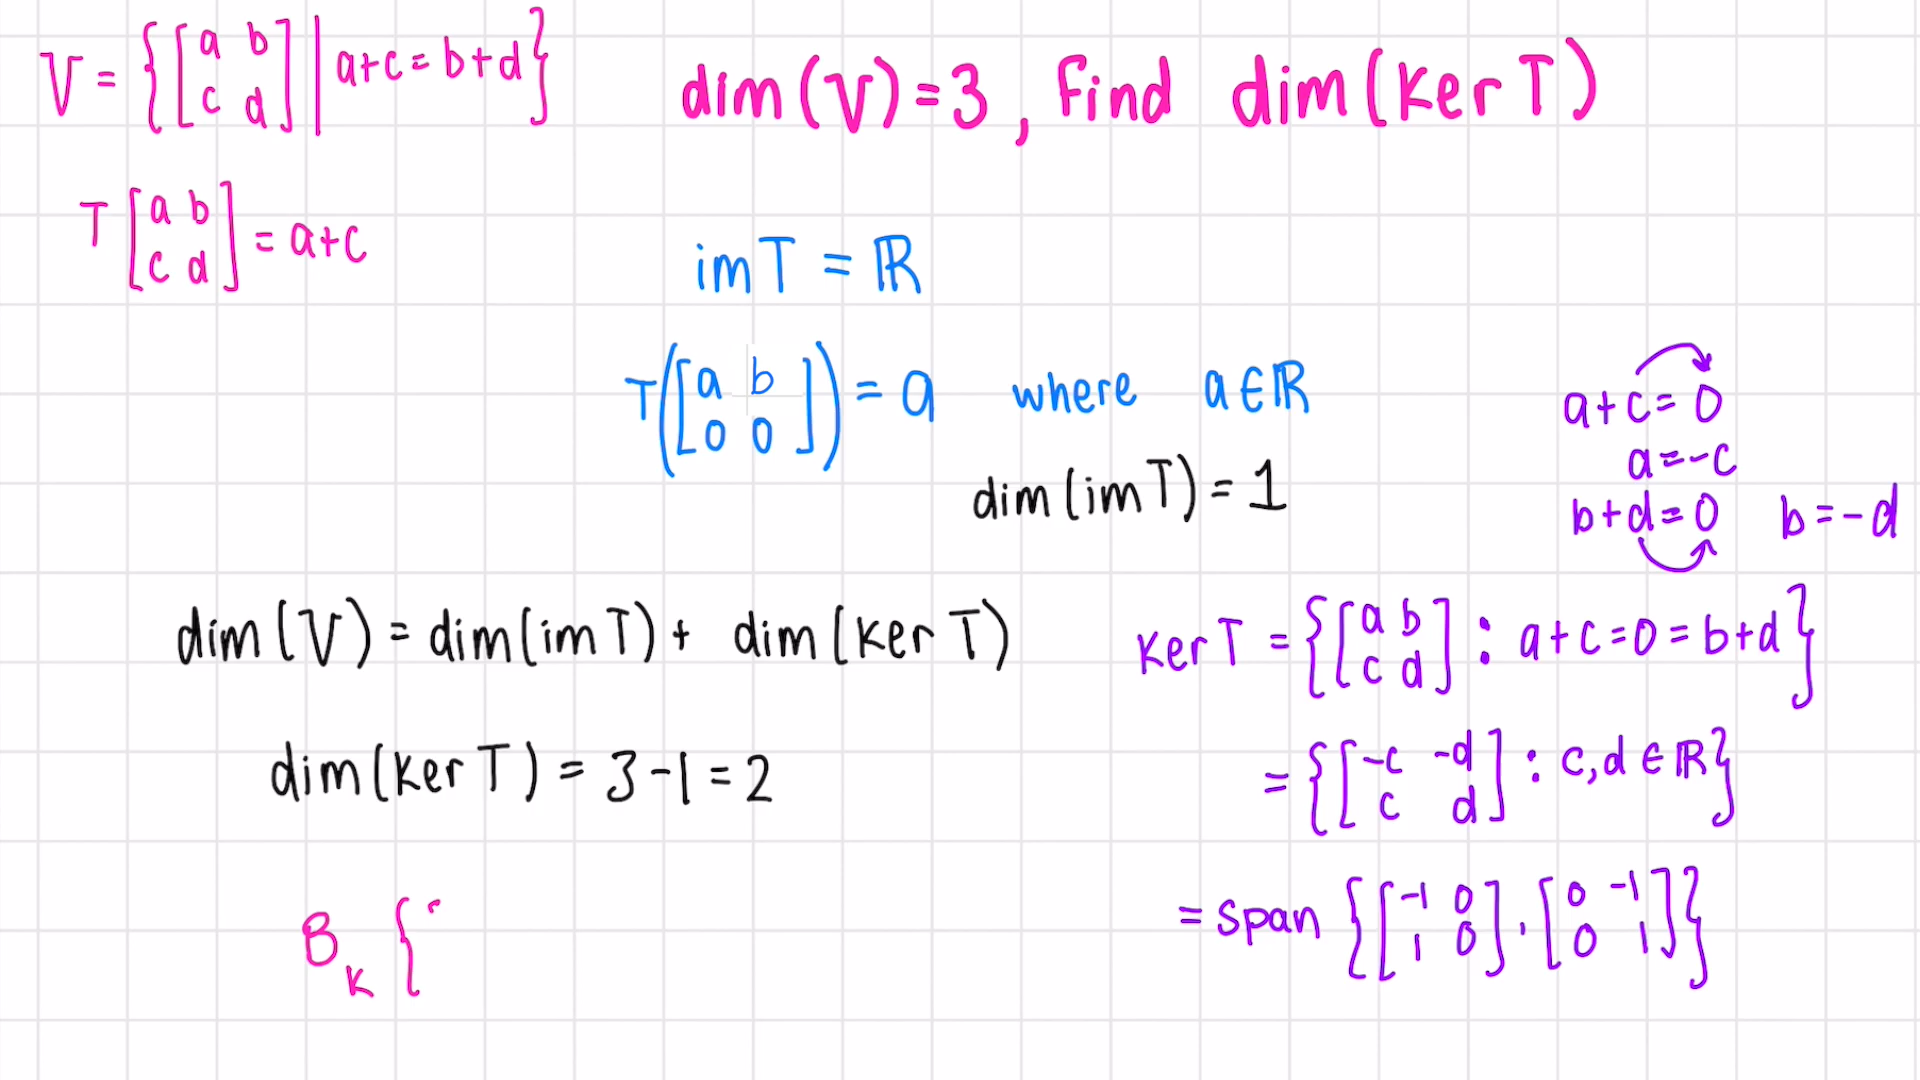 V = {[a b c d] | a+c = b+d}
dim(V)=3, Find dim(Ker T)
T [a b c d] = a+c
im T = ℝ
T([a b 0 0]) = a where a∈ℝ
dim(im T) = 1
a+c = 0
a=-c
b+d=0 b=-d
dim(V) = dim(im T) + dim(ker T)
ker T = {[a b c d] : a+c=0=b+d}
dim(ker T) = 3-1=2
= {[-c -d c d] : c,d ∈ ℝ}
= span {[-1 0 1 0], [0 -1 0 1]}
B_K {